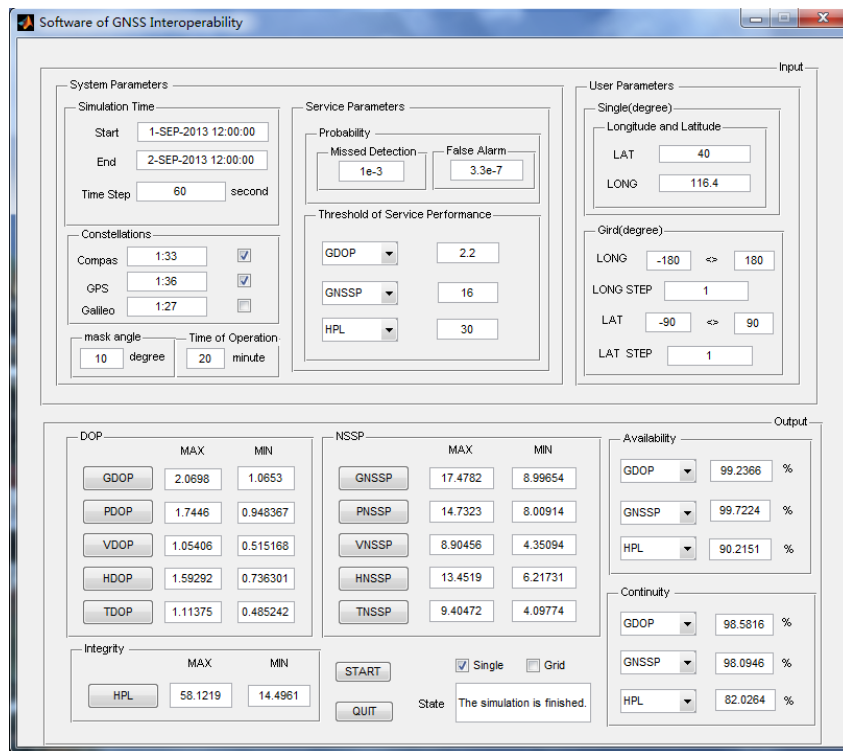 Software of GNSS Interoperability
Input
System Parameters
Simulation Time
Start 1-SEP-2013 12:00:00
End 2-SEP-2013 12:00:00
Time Step 60 second
Constellations
Compas 1:33
GPS 1:36
Galileo 1:27
mask angle
10 degree
Time of Operation
20 minute
Service Parameters
Probability
Missed Detection
1e-3
False Alarm
3.3e-7
Threshold of Service Performance
GDOP 2.2
GNSSP 16
HPL 30
User Parameters
Single(degree)
Longitude and Latitude
LAT 40
LONG 116.4
Gird(degree)
LONG -180 <> 180
LONG STEP 1
LAT -90 <> 90
LAT STEP 1
Output
DOP
MAX MIN
GDOP 2.0698 1.0653
PDOP 1.7446 0.948367
VDOP 1.05406 0.515168
HDOP 1.59292 0.736301
TDOP 1.11375 0.485242
NSSP
MAX MIN
GNSSP 17.4782 8.99654
PNSSP 14.7323 8.00914
VNSSP 8.90456 4.35094
HNSSP 13.4519 6.21731
TNSSP 9.40472 4.09774
Availability
GDOP 99.2366 %
GNSSP 99.7224 %
HPL 90.2151 %
Continuity
GDOP 98.5816 %
GNSSP 98.0946 %
HPL 82.0264 %
Integrity
MAX MIN
HPL 58.1219 14.4961
START
QUIT
Single Grid
State The simulation is finished.